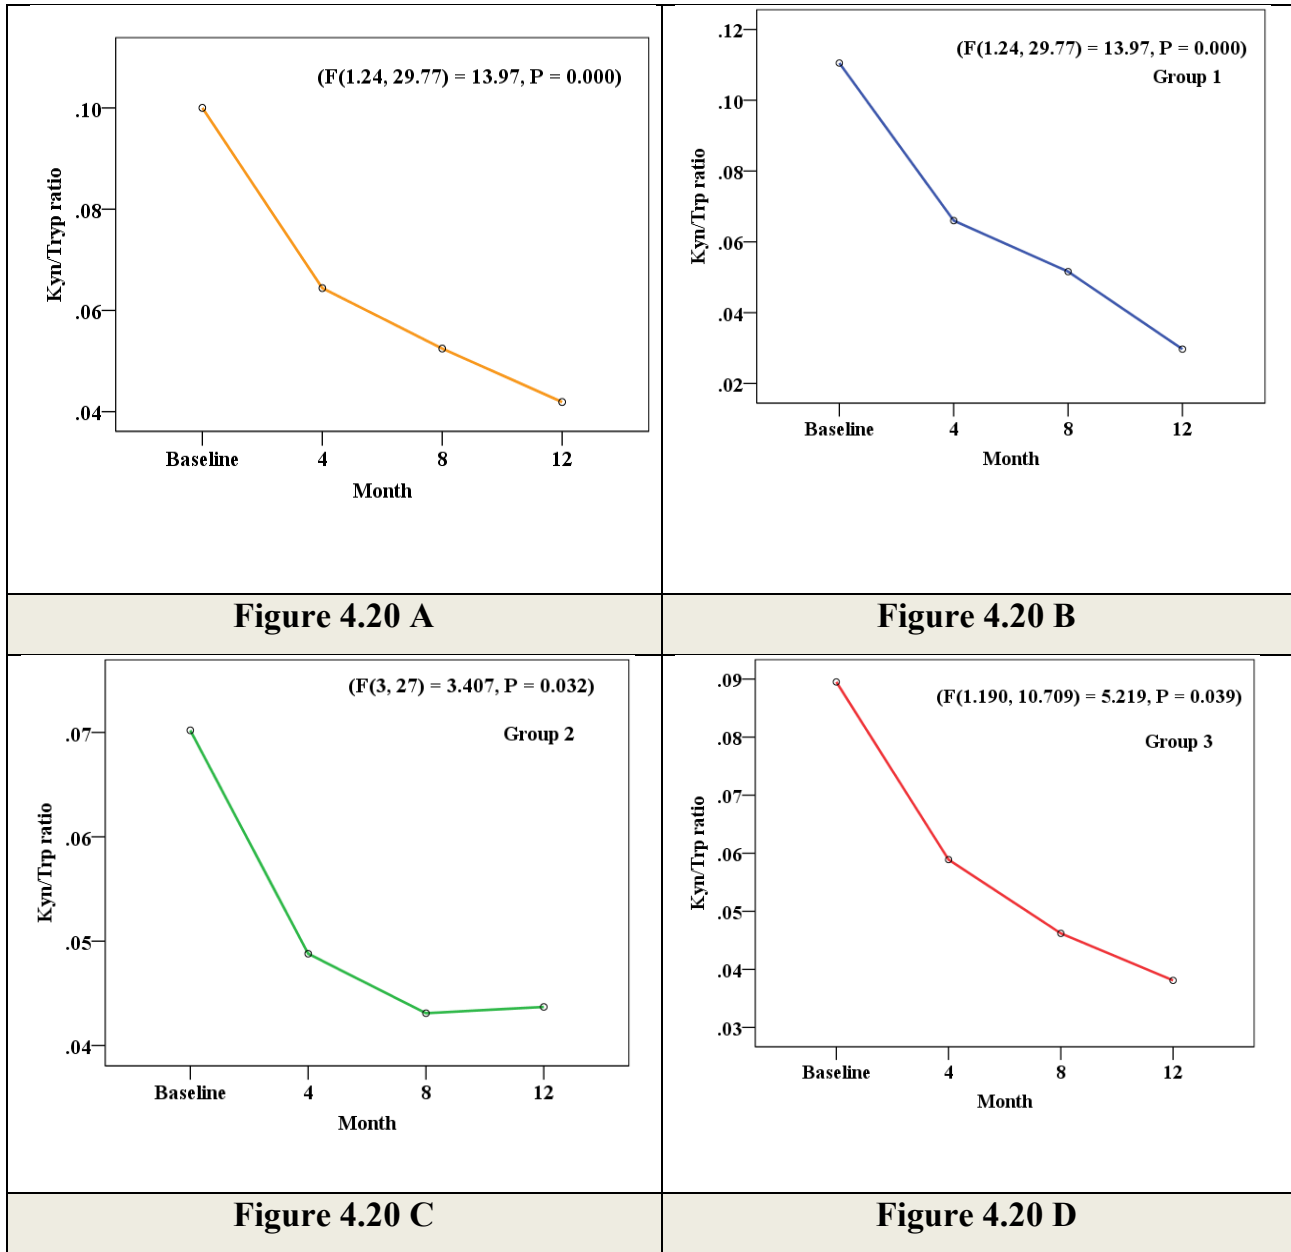 (F(1.24, 29.77) = 13.97, P = 0.000)
.10
.08
.06
.04
Kyn/Tryp ratio
Baseline 4 8 12
Month
Figure 4.20 A
(F(1.24, 29.77) = 13.97, P = 0.000)
Group 1
.12
.10
.08
.06
.04
.02
Kyn/Trp ratio
Baseline 4 8 12
Month
Figure 4.20 B
(F(3, 27) = 3.407, P = 0.032)
Group 2
.07
.06
.05
.04
Kyn/Trp ratio
Baseline 4 8 12
Month
Figure 4.20 C
(F(1.190, 10.709) = 5.219, P = 0.039)
Group 3
.09
.08
.07
.06
.05
.04
.03
Kyn/Trp ratio
Baseline 4 8 12
Month
Figure 4.20 D